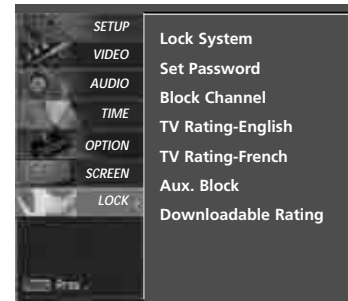 SETUP
VIDEO
AUDIO
TIME
OPTION
SCREEN
LOCK
Lock System
Set Password
Block Channel
TV Rating-English
TV Rating-French
Aux. Block
Downloadable Rating